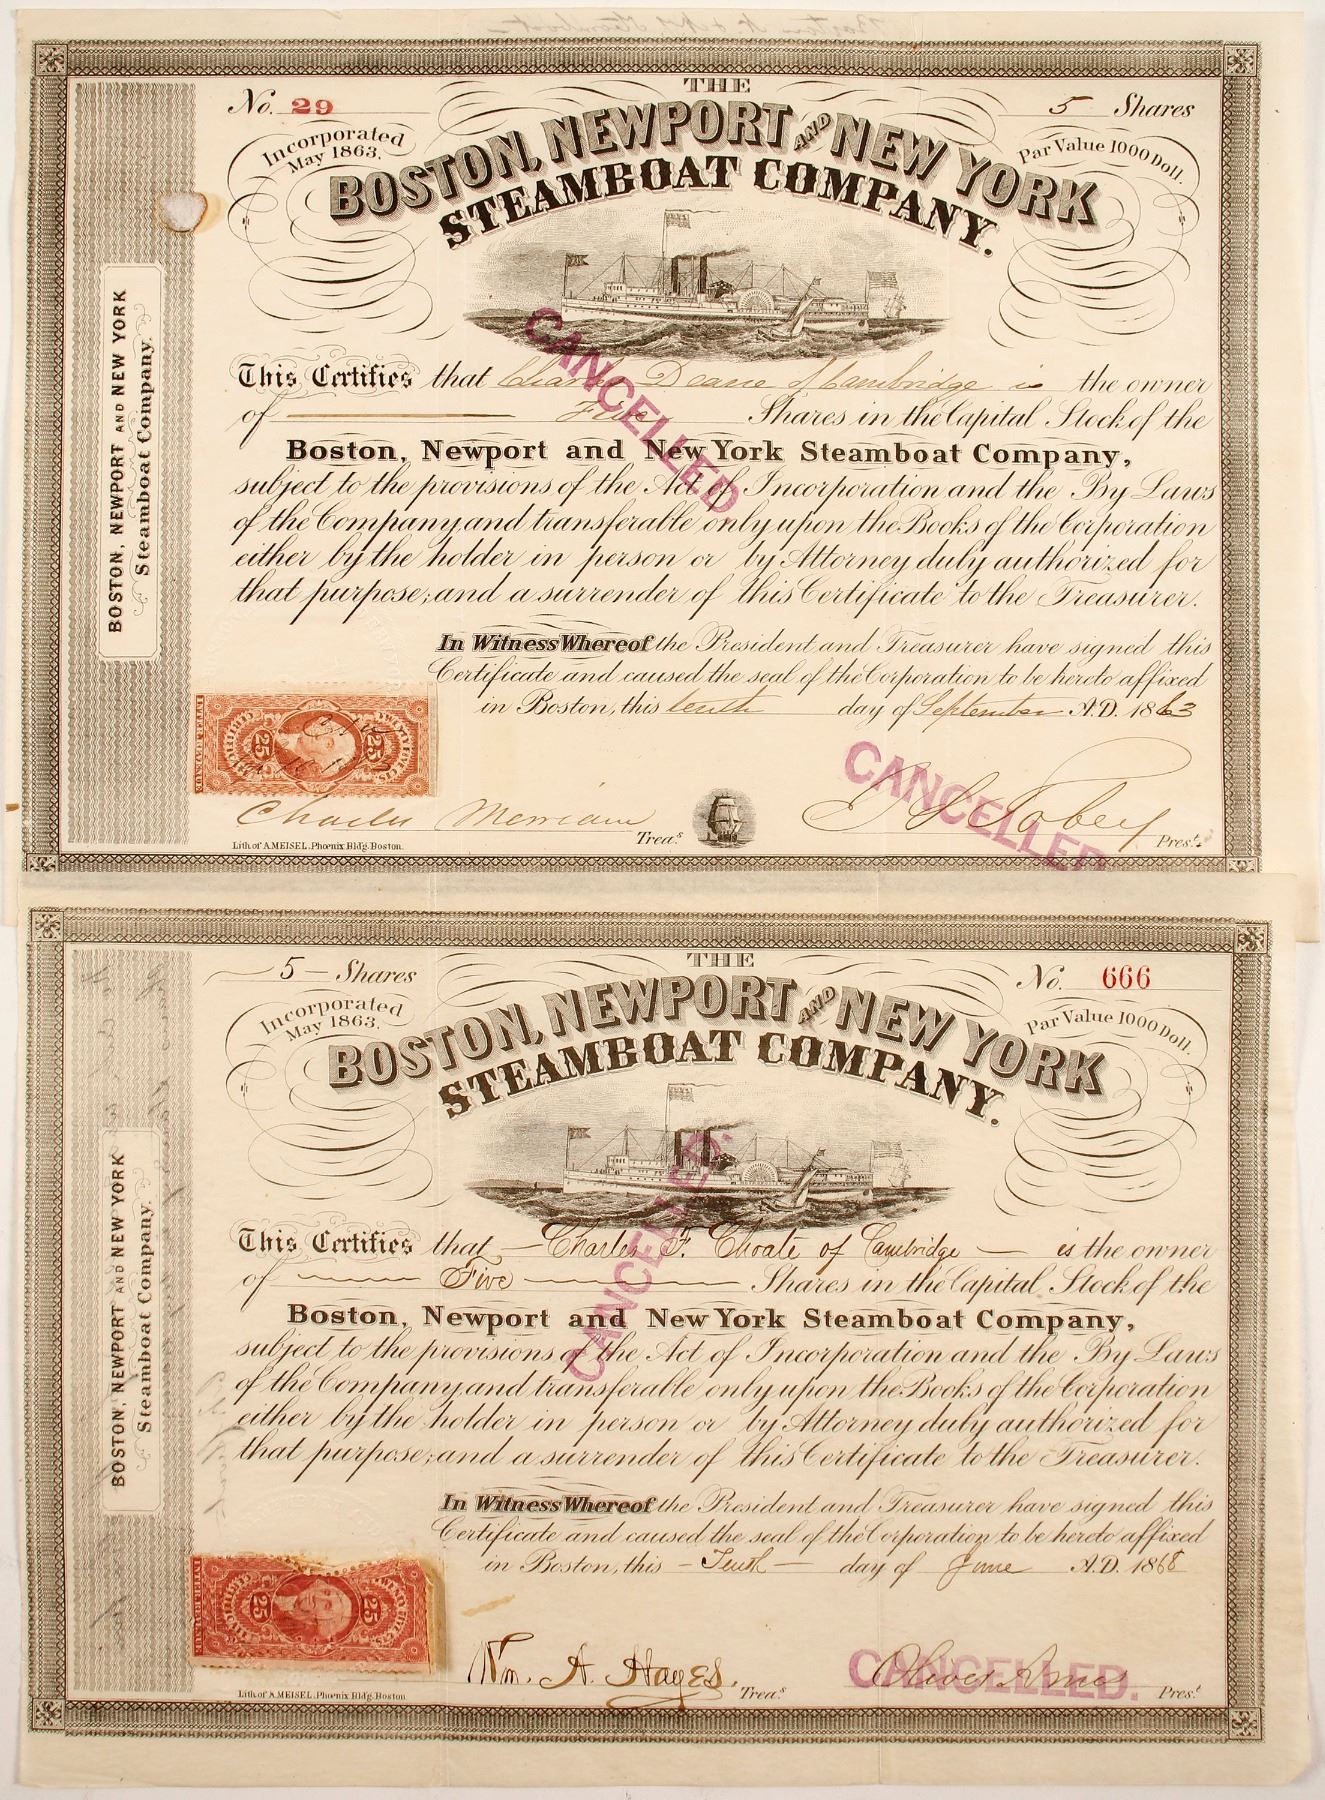 No. 29
5 Shares
Incorporated
May 1863.
Par Value 1000 Doll.
THE
BOSTON, NEWPORT AND NEW YORK
STEAMBOAT COMPANY.
BOSTON, NEWPORT AND NEW YORK
Steamboat Company.
This Certifies that Charles Deane of Cambridge is the owner
of Five Shares in the Capital Stock of the
Boston, Newport and New York Steamboat Company,
subject to the provisions of the Act of Incorporation and the By Laws
of the Company, and transferable only upon the Books of the Corporation
either by the holder in person or by Attorney duly authorized for
that purpose; and a surrender of this Certificate to the Treasurer.
CANCELLED
In Witness Whereof the President and Treasurer have signed this
Certificate and caused the seal of the Corporation to be hereto affixed
in Boston, this tenth day of September A.D. 1863
25 25
Charles Merriam Treas.
CANCELLED
Tobey Prest.
Lith of A. MEISEL, Phoenix Bldg. Boston.
5 Shares
No. 666
Incorporated
May 1863.
Par Value 1000 Doll.
THE
BOSTON, NEWPORT AND NEW YORK
STEAMBOAT COMPANY.
BOSTON, NEWPORT AND NEW YORK
Steamboat Company.
This Certifies that Charles F. Choate of Cambridge is the owner
of Five Shares in the Capital Stock of the
Boston, Newport and New York Steamboat Company,
subject to the provisions of the Act of Incorporation and the By Laws
of the Company, and transferable only upon the Books of the Corporation
either by the holder in person or by Attorney duly authorized for
that purpose; and a surrender of this Certificate to the Treasurer.
CANCELLED.
In Witness Whereof the President and Treasurer have signed this
Certificate and caused the seal of the Corporation to be hereto affixed
in Boston, this Tenth day of June A.D. 1868
25 25
Wm. A. Hayes. Treas.
CANCELLED.
Oliver Ames Prest.
Lith of A. MEISEL, Phoenix Bldg. Boston